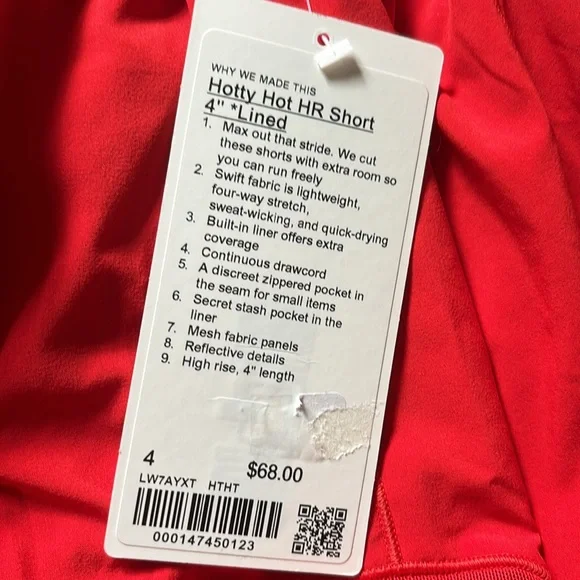 WHY WE MADE THIS
Hotty Hot HR Short
4" *Lined
1. Max out that stride. We cut
these shorts with extra room so
you can run freely
2. Swift fabric is lightweight,
four-way stretch,
sweat-wicking, and quick-drying
3. Built-in liner offers extra
coverage
4. Continuous drawcord
5. A discreet zippered pocket in
the seam for small items
6. Secret stash pocket in the
liner
7. Mesh fabric panels
8. Reflective details
9. High rise, 4" length
4 $68.00
LW7AYXT HTHT
000147450123